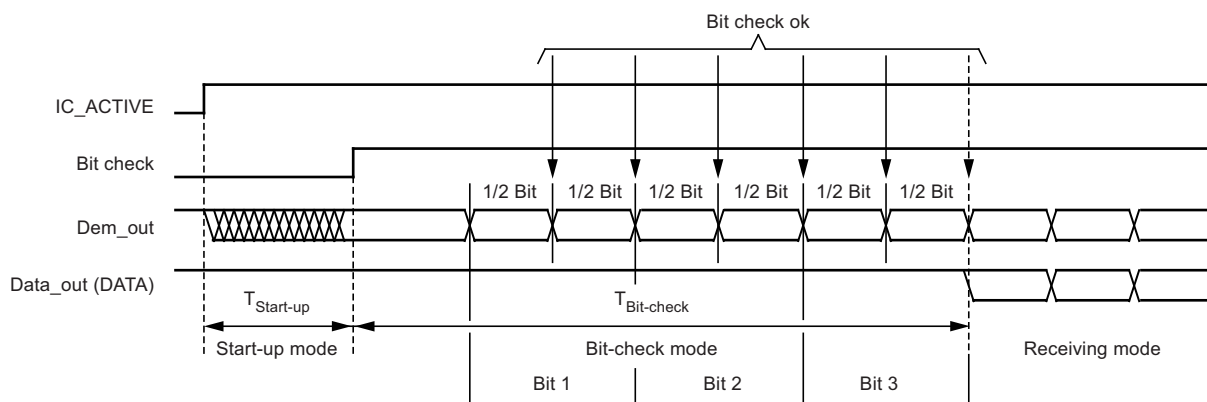 Bit check ok
IC_ACTIVE
Bit check
1/2 Bit 1/2 Bit 1/2 Bit 1/2 Bit 1/2 Bit 1/2 Bit
Dem_out
Data_out (DATA)
TStart-up TBit-check
Start-up mode Bit-check mode Receiving mode
Bit 1 Bit 2 Bit 3